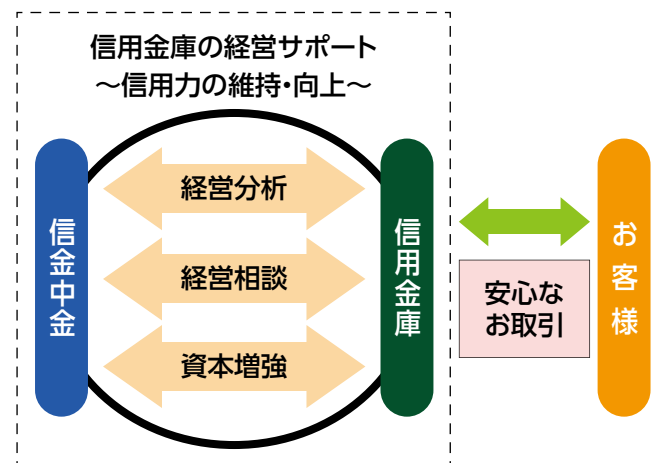 信用金庫の経営サポート
～信用力の維持・向上～
信金中金
経営分析
経営相談
資本増強
信用金庫
安心な
お取引
お客様